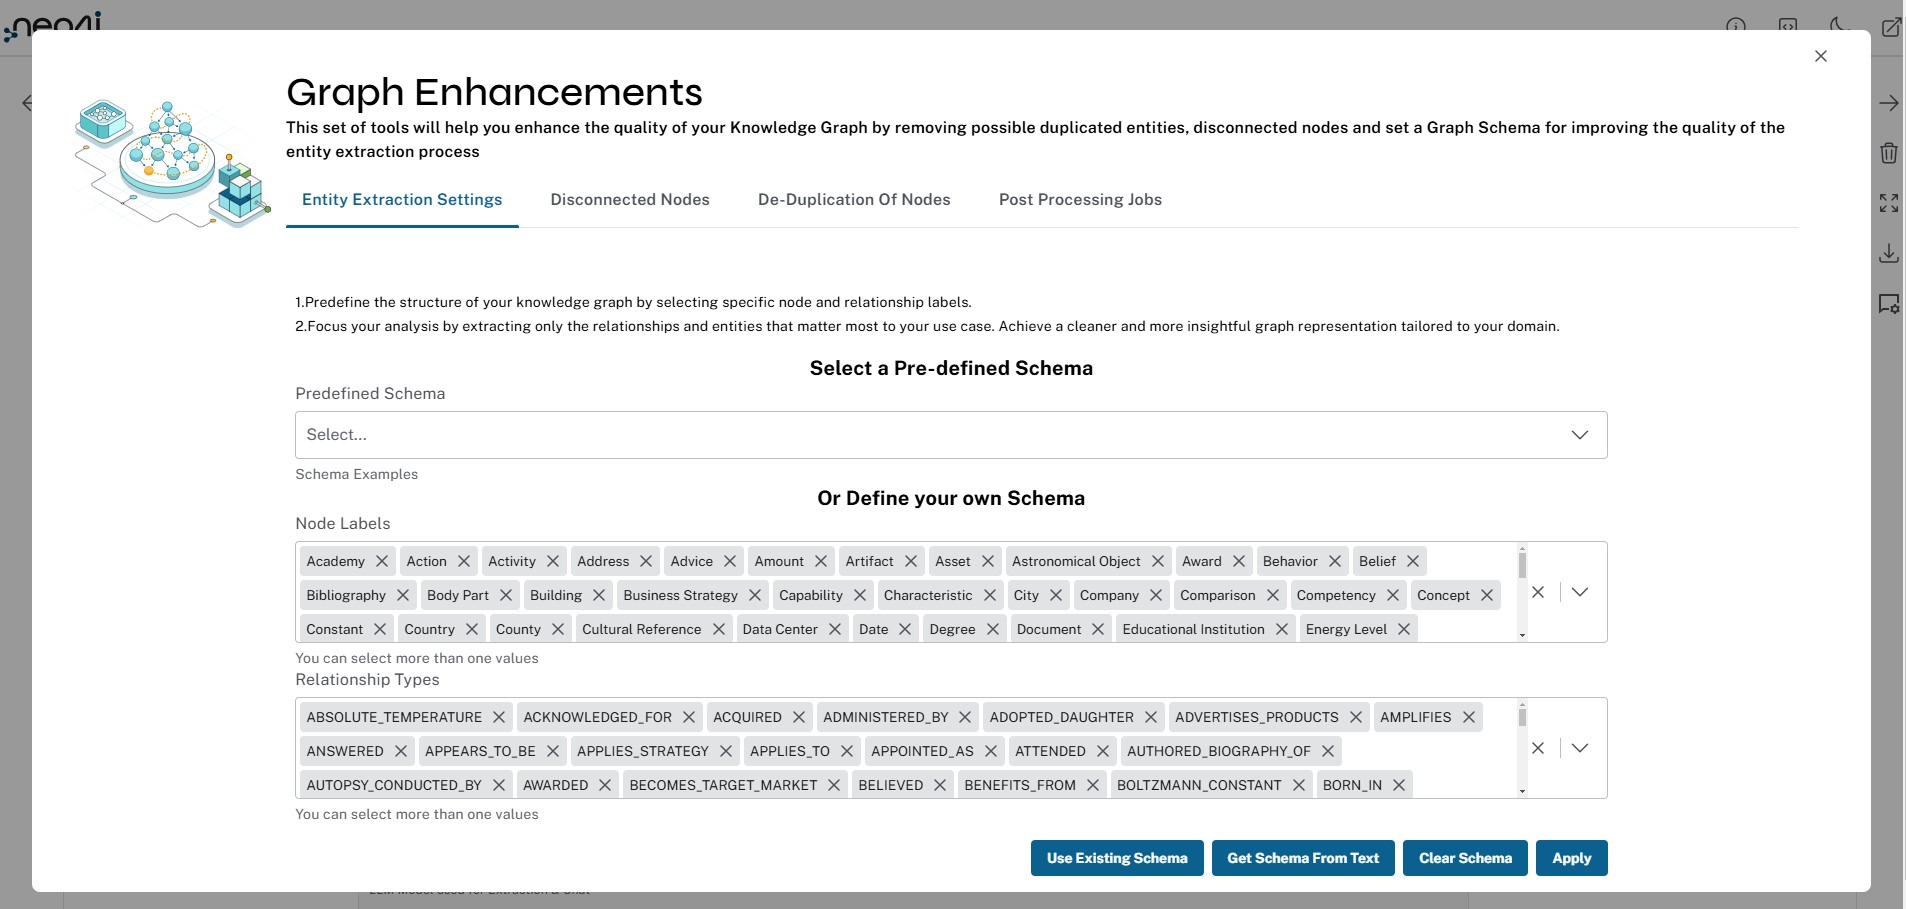 neo4j
Graph Enhancements
This set of tools will help you enhance the quality of your Knowledge Graph by removing possible duplicated entities, disconnected nodes and set a Graph Schema for improving the quality of the
entity extraction process
Entity Extraction Settings Disconnected Nodes De-Duplication Of Nodes Post Processing Jobs
1.Predefine the structure of your knowledge graph by selecting specific node and relationship labels.
2.Focus your analysis by extracting only the relationships and entities that matter most to your use case. Achieve a cleaner and more insightful graph representation tailored to your domain.
Select a Pre-defined Schema
Predefined Schema
Select...
Schema Examples
Or Define your own Schema
Node Labels
Academy Action Activity Address Advice Amount Artifact Asset Astronomical Object Award Behavior Belief
Bibliography Body Part Building Business Strategy Capability Characteristic City Company Comparison Competency Concept
Constant Country County Cultural Reference Data Center Date Degree Document Educational Institution Energy Level
You can select more than one values
Relationship Types
ABSOLUTE_TEMPERATURE ACKNOWLEDGED_FOR ACQUIRED ADMINISTERED_BY ADOPTED_DAUGHTER ADVERTISES_PRODUCTS AMPLIFIES
ANSWERED APPEARS_TO_BE APPLIES_STRATEGY APPLIES_TO APPOINTED_AS ATTENDED AUTHORED_BIOGRAPHY_OF
AUTOPSY_CONDUCTED_BY AWARDED BECOMES_TARGET_MARKET BELIEVED BENEFITS_FROM BOLTZMANN_CONSTANT BORN_IN
You can select more than one values
Use Existing Schema Get Schema From Text Clear Schema Apply
LLM Model used for Extraction & Chat